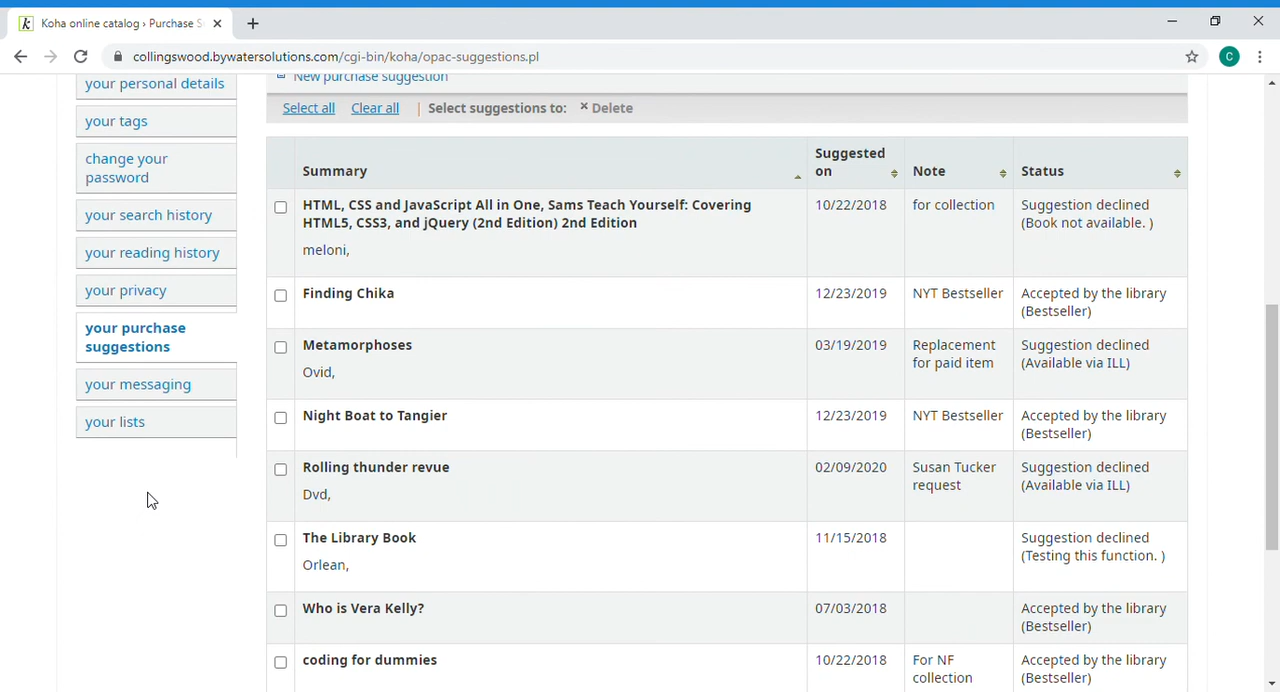 Koha online catalog › Purchase S
collingswood.bywatersolutions.com/cgi-bin/koha/opac-suggestions.pl
C
your personal details
your tags
change your
password
your search history
your reading history
your privacy
your purchase
suggestions
your messaging
your lists
New purchase suggestion
Select all Clear all | Select suggestions to: × Delete
Summary
Suggested
on
Note
Status
HTML, CSS and JavaScript All in One, Sams Teach Yourself: Covering
HTML5, CSS3, and jQuery (2nd Edition) 2nd Edition
meloni,
10/22/2018
for collection
Suggestion declined
(Book not available. )
Finding Chika
12/23/2019
NYT Bestseller
Accepted by the library
(Bestseller)
Metamorphoses
Ovid,
03/19/2019
Replacement
for paid item
Suggestion declined
(Available via ILL)
Night Boat to Tangier
12/23/2019
NYT Bestseller
Accepted by the library
(Bestseller)
Rolling thunder revue
Dvd,
02/09/2020
Susan Tucker
request
Suggestion declined
(Available via ILL)
The Library Book
Orlean,
11/15/2018
Suggestion declined
(Testing this function. )
Who is Vera Kelly?
07/03/2018
Accepted by the library
(Bestseller)
coding for dummies
10/22/2018
For NF
collection
Accepted by the library
(Bestseller)